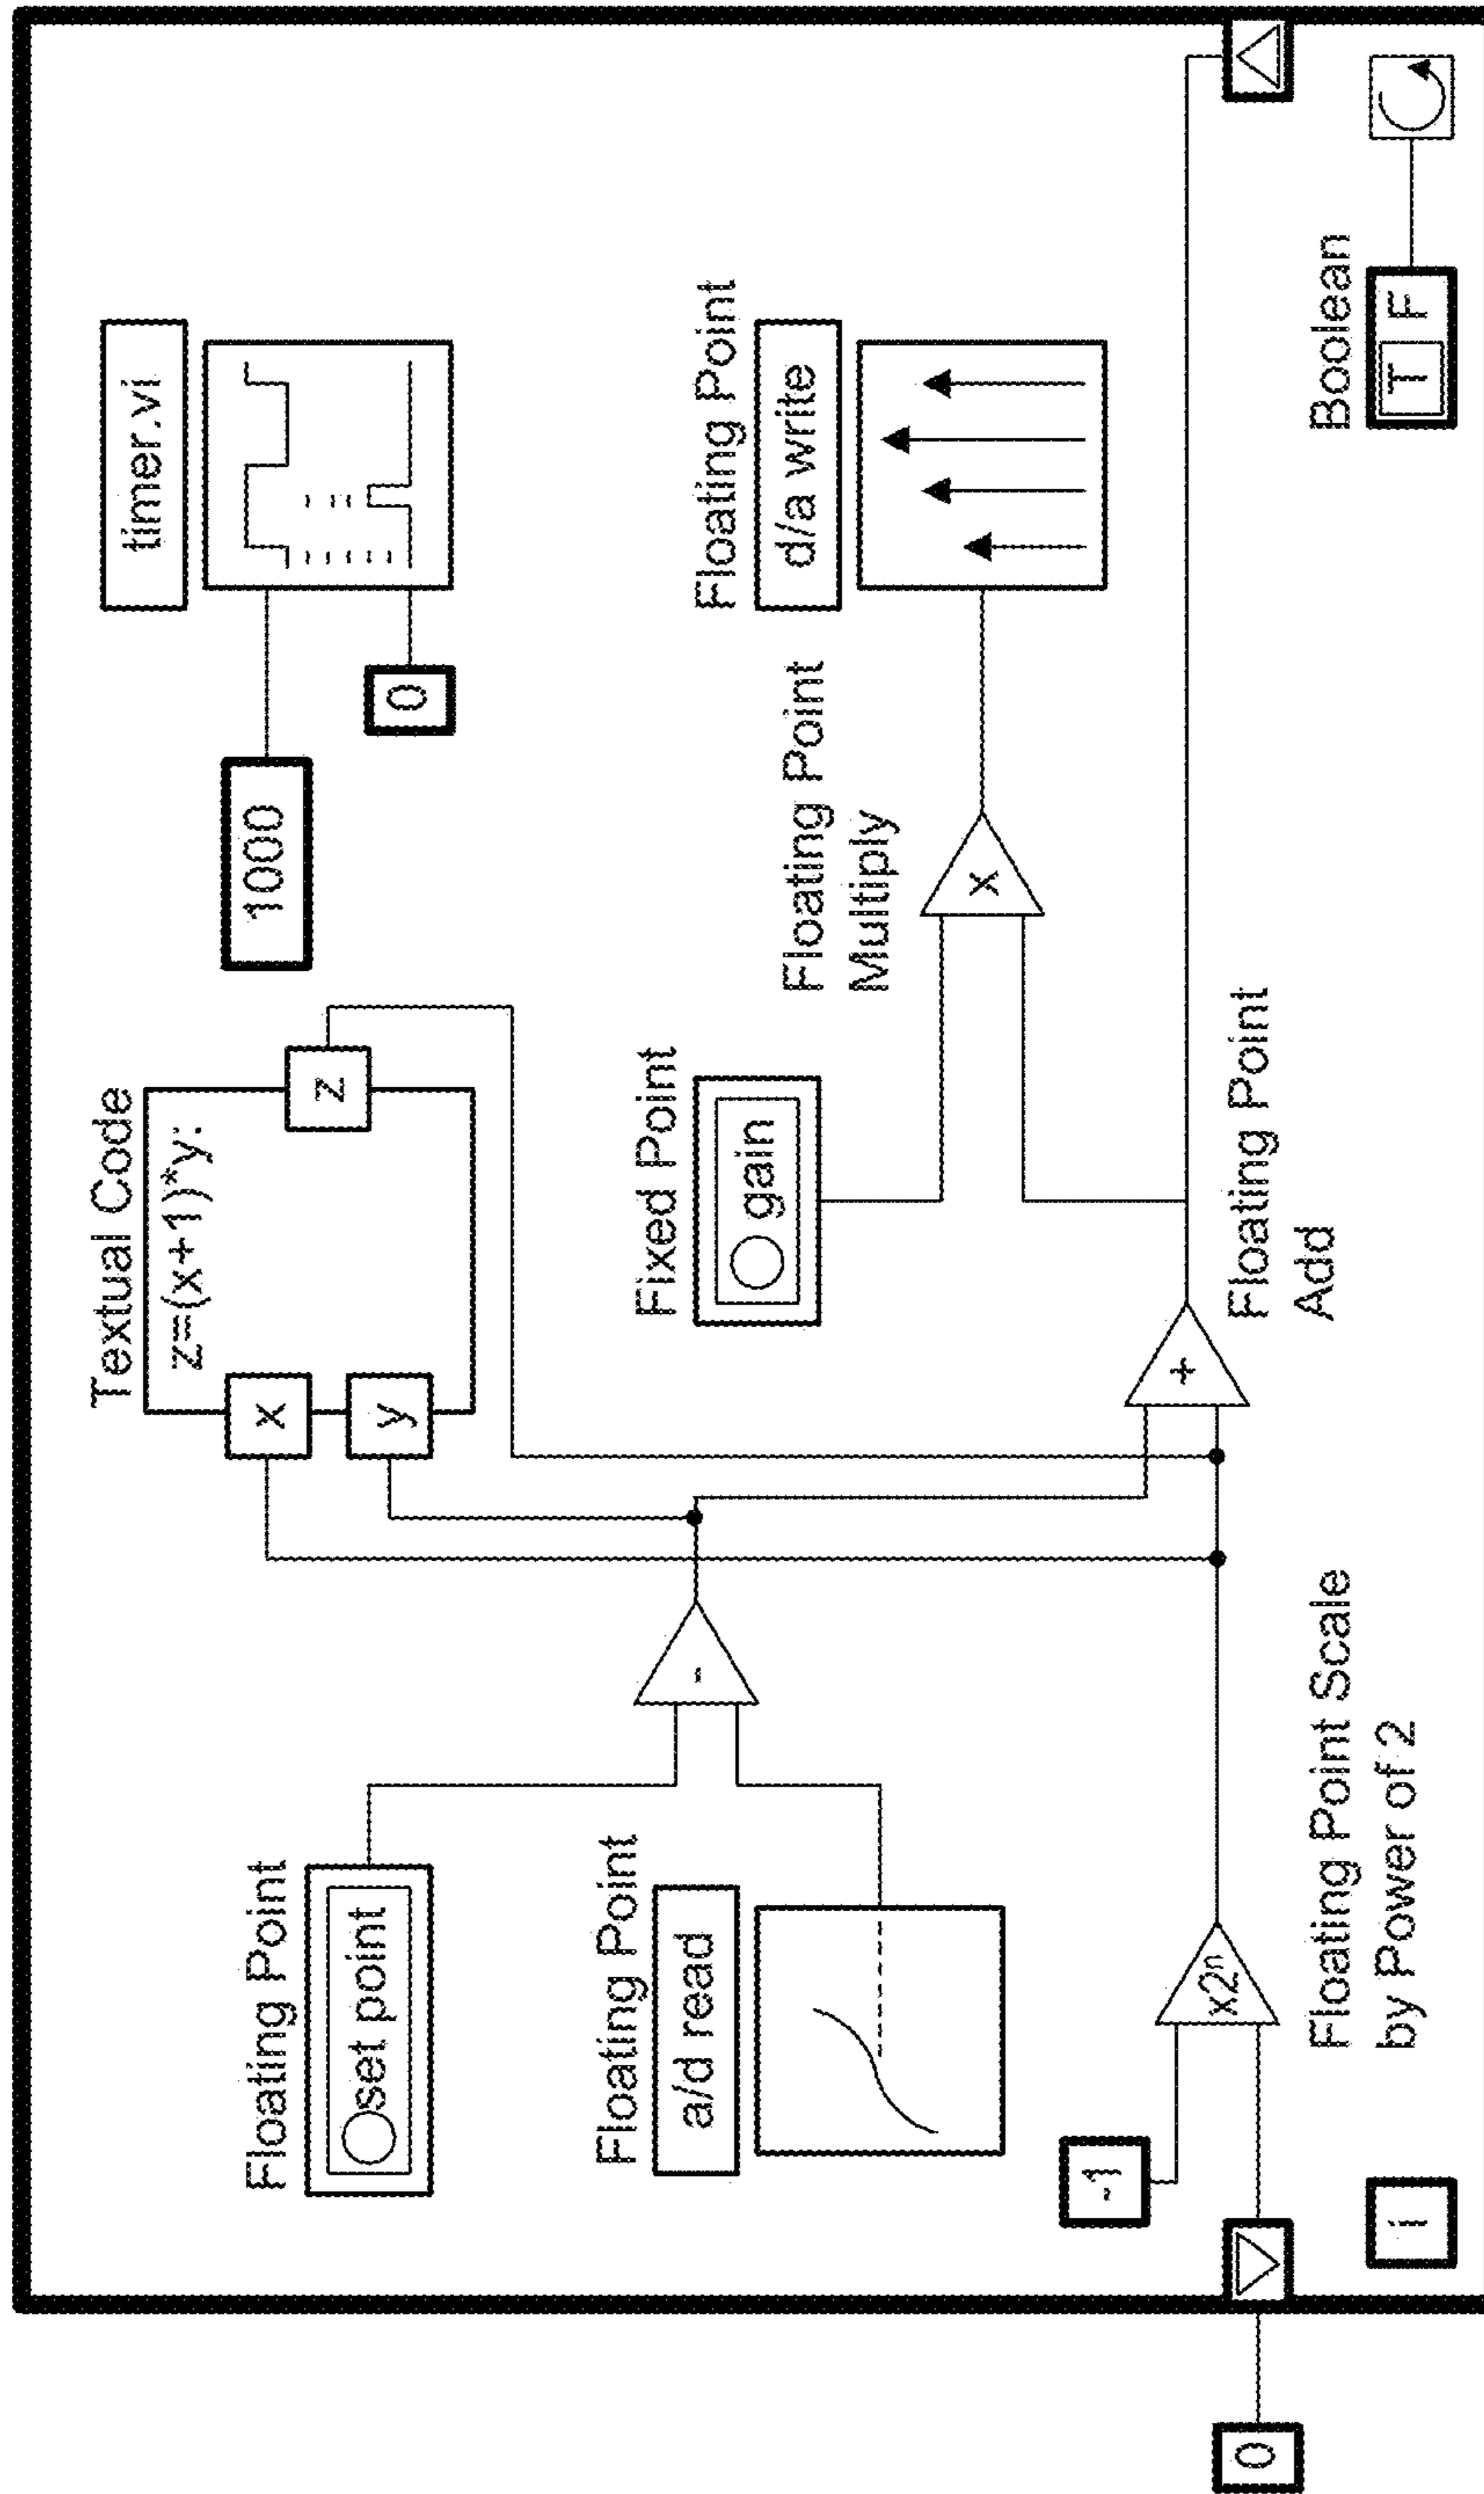 Textual Code
z=(x+1)*y:
x
y
z
timer.vi
1000
0
Floating Point
set point
Floating Point
a/d read
-
Fixed Point
gain
Floating Point
Multiply
x
Floating Point
d/a write
-1
x2ⁿ
Floating Point Scale
by Power of 2
+
Floating Point
Add
0
i
Boolean
T F